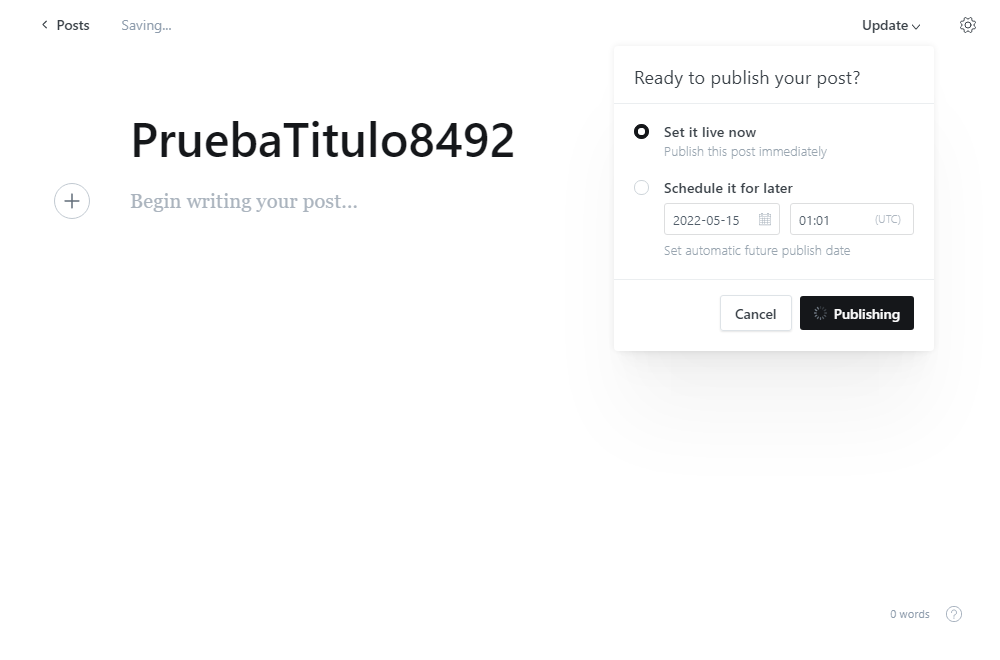 Posts Saving... Update
Ready to publish your post?
PruebaTitulo8492
Begin writing your post...
Set it live now
Publish this post immediately
Schedule it for later
2022-05-15 01:01 (UTC)
Set automatic future publish date
Cancel Publishing
0 words ?